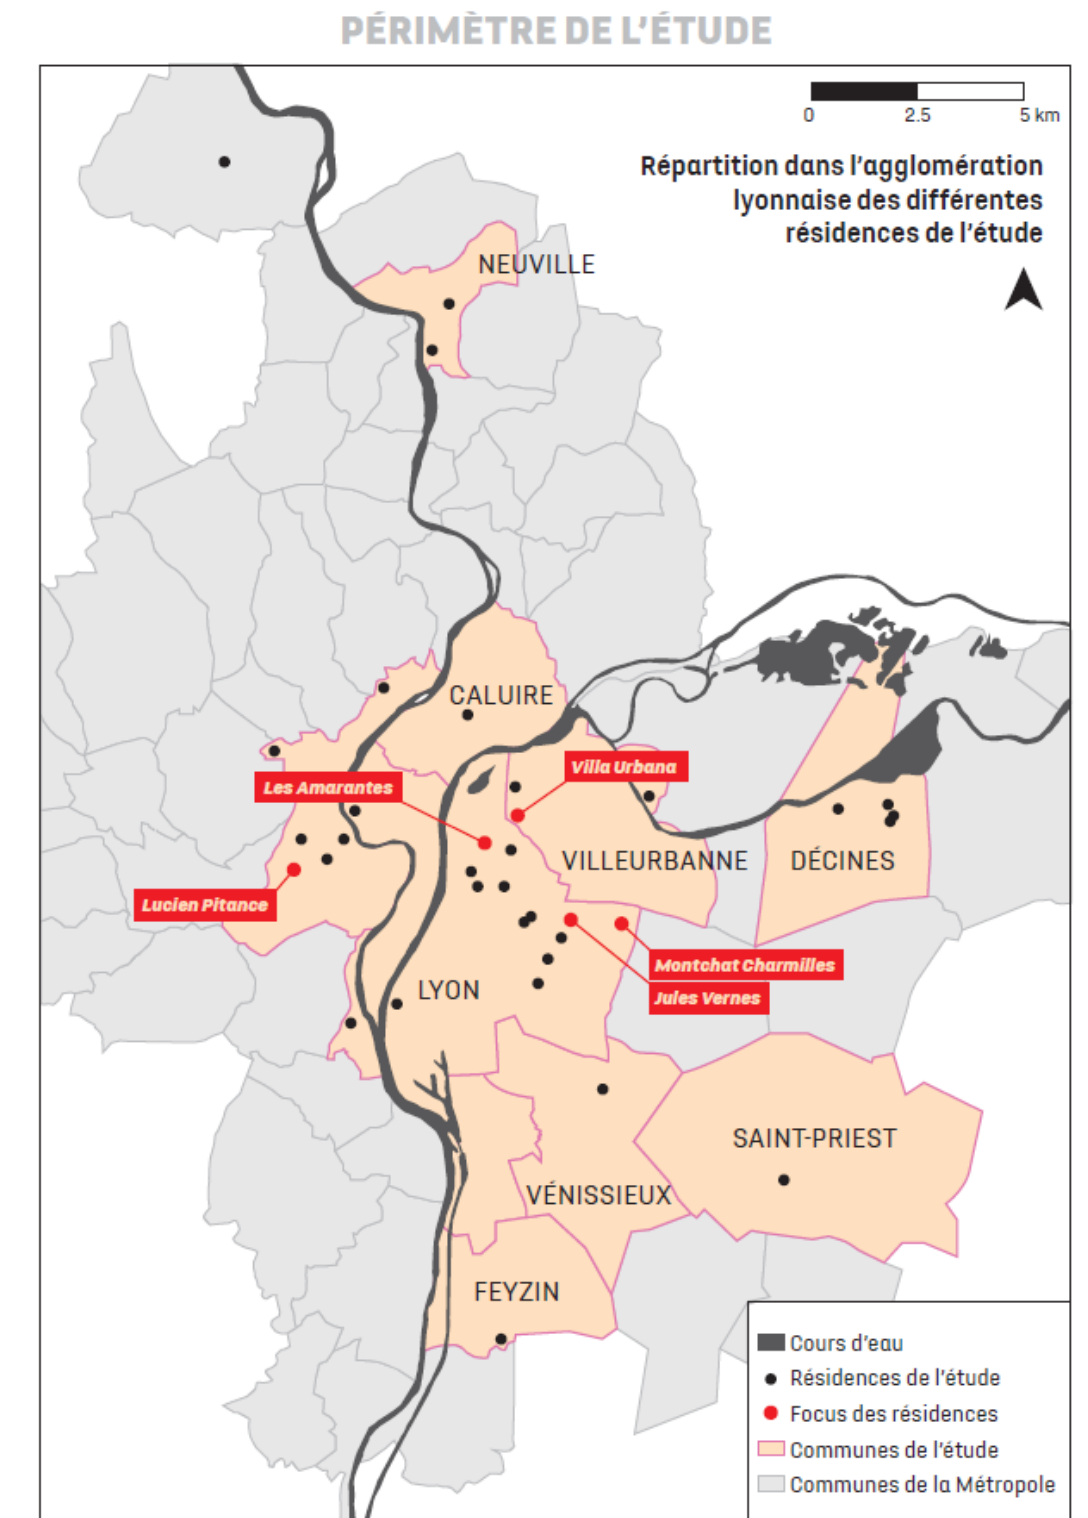 PÉRIMÈTRE DE L'ÉTUDE
0 2.5 5 km
Répartition dans l'agglomération
lyonnaise des différentes
résidences de l'étude
NEUVILLE
CALUIRE
Villa Urbana
Les Amarantes
VILLEURBANNE
DÉCINES
Lucien Pitance
Montchat Charmilles
LYON
Jules Vernes
SAINT-PRIEST
VÉNISSIEUX
FEYZIN
Cours d'eau
Résidences de l'étude
Focus des résidences
Communes de l'étude
Communes de la Métropole